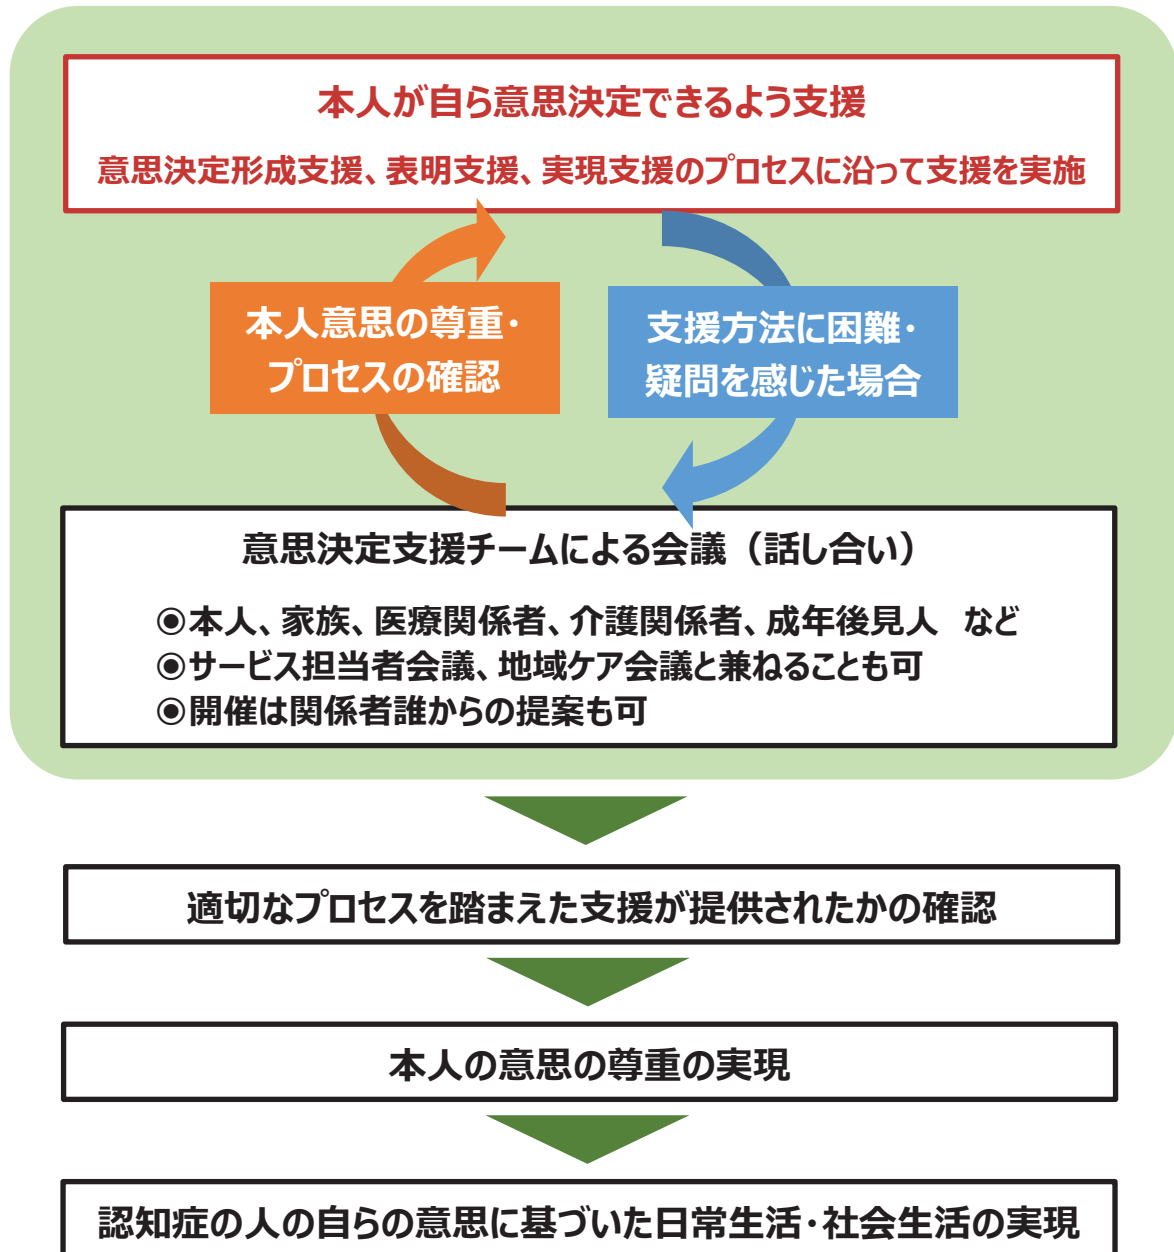 本人が自ら意思決定できるよう支援
意思決定形成支援、表明支援、実現支援のプロセスに沿って支援を実施
本人意思の尊重・
プロセスの確認
支援方法に困難・
疑問を感じた場合
意思決定支援チームによる会議（話し合い）
◉本人、家族、医療関係者、介護関係者、成年後見人　など
◉サービス担当者会議、地域ケア会議と兼ねることも可
◉開催は関係者誰からの提案も可
適切なプロセスを踏まえた支援が提供されたかの確認
本人の意思の尊重の実現
認知症の人の自らの意思に基づいた日常生活・社会生活の実現